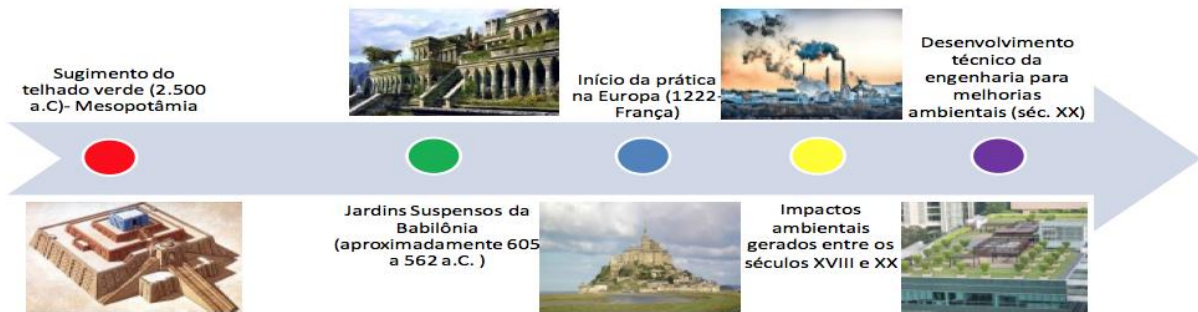 Sugimento do
telhado verde (2.500
a.C)- Mesopotâmia
Jardins Suspensos da
Babilônia
(aproximadamente 605
a 562 a.C. )
Início da prática
na Europa (1222-
França)
Impactos
ambientais
gerados entre os
séculos XVIII e XX
Desenvolvimento
técnico da
engenharia para
melhorias
ambientais (séc. XX)